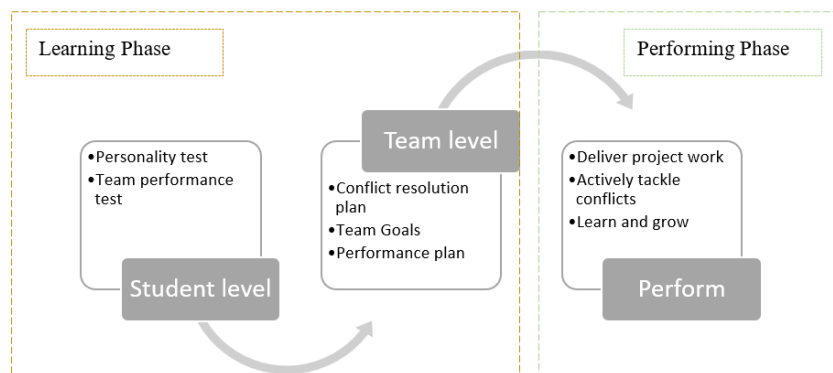 Learning Phase
Performing Phase
•Personality test
•Team performance
test
Student level
Team level
•Conflict resolution
plan
•Team Goals
•Performance plan
•Deliver project work
•Actively tackle
conflicts
•Learn and grow
Perform